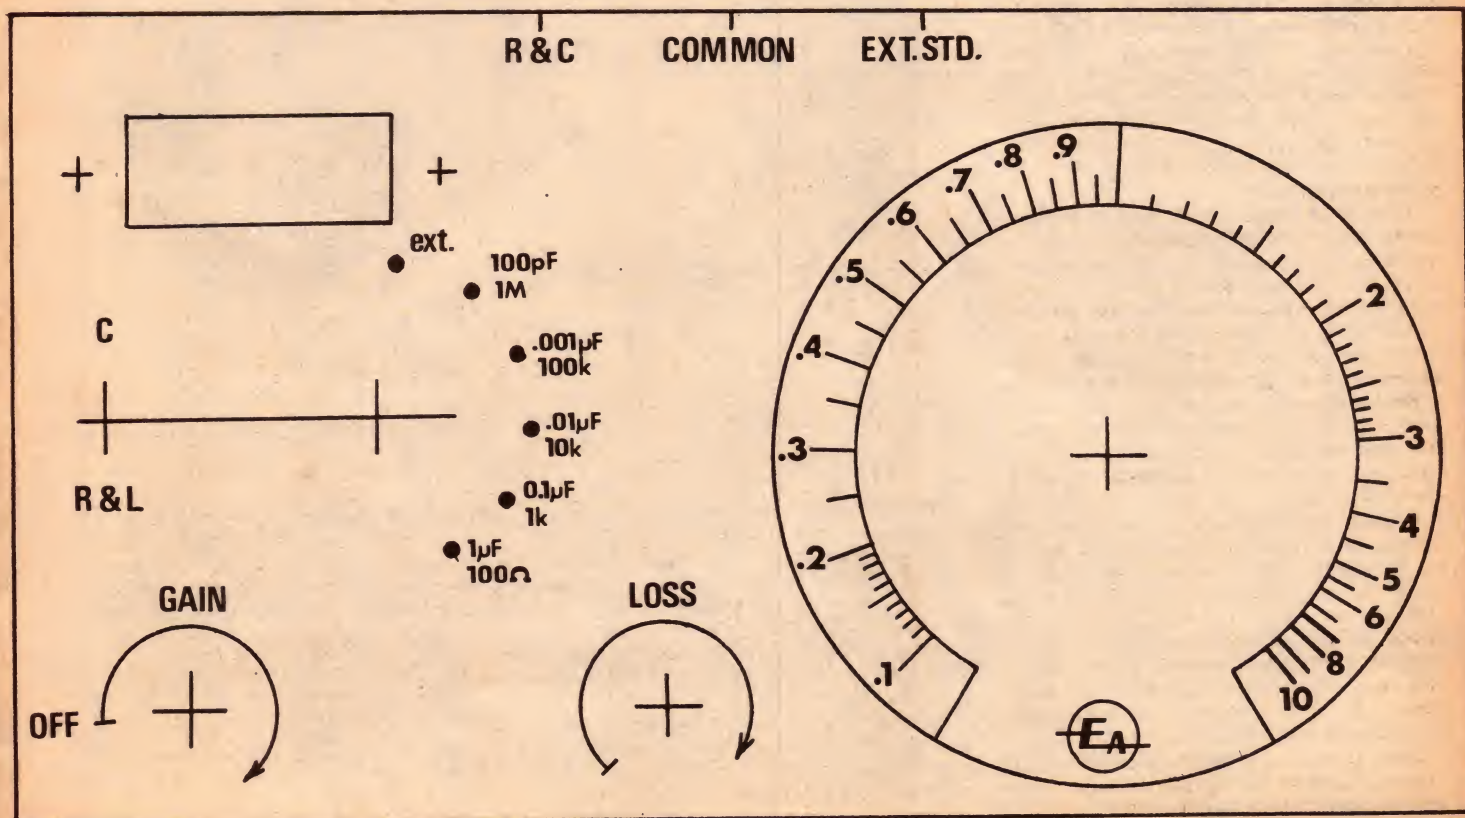 R & C COMMON EXT. STD.
ext.
100pF
1M
.001µF
100k
.01µF
10k
0.1µF
1k
1µF
100Ω
C
R & L
GAIN
OFF
LOSS
.1
.2
.3
.4
.5
.6
.7
.8
.9
2
3
4
5
6
8
10
EA